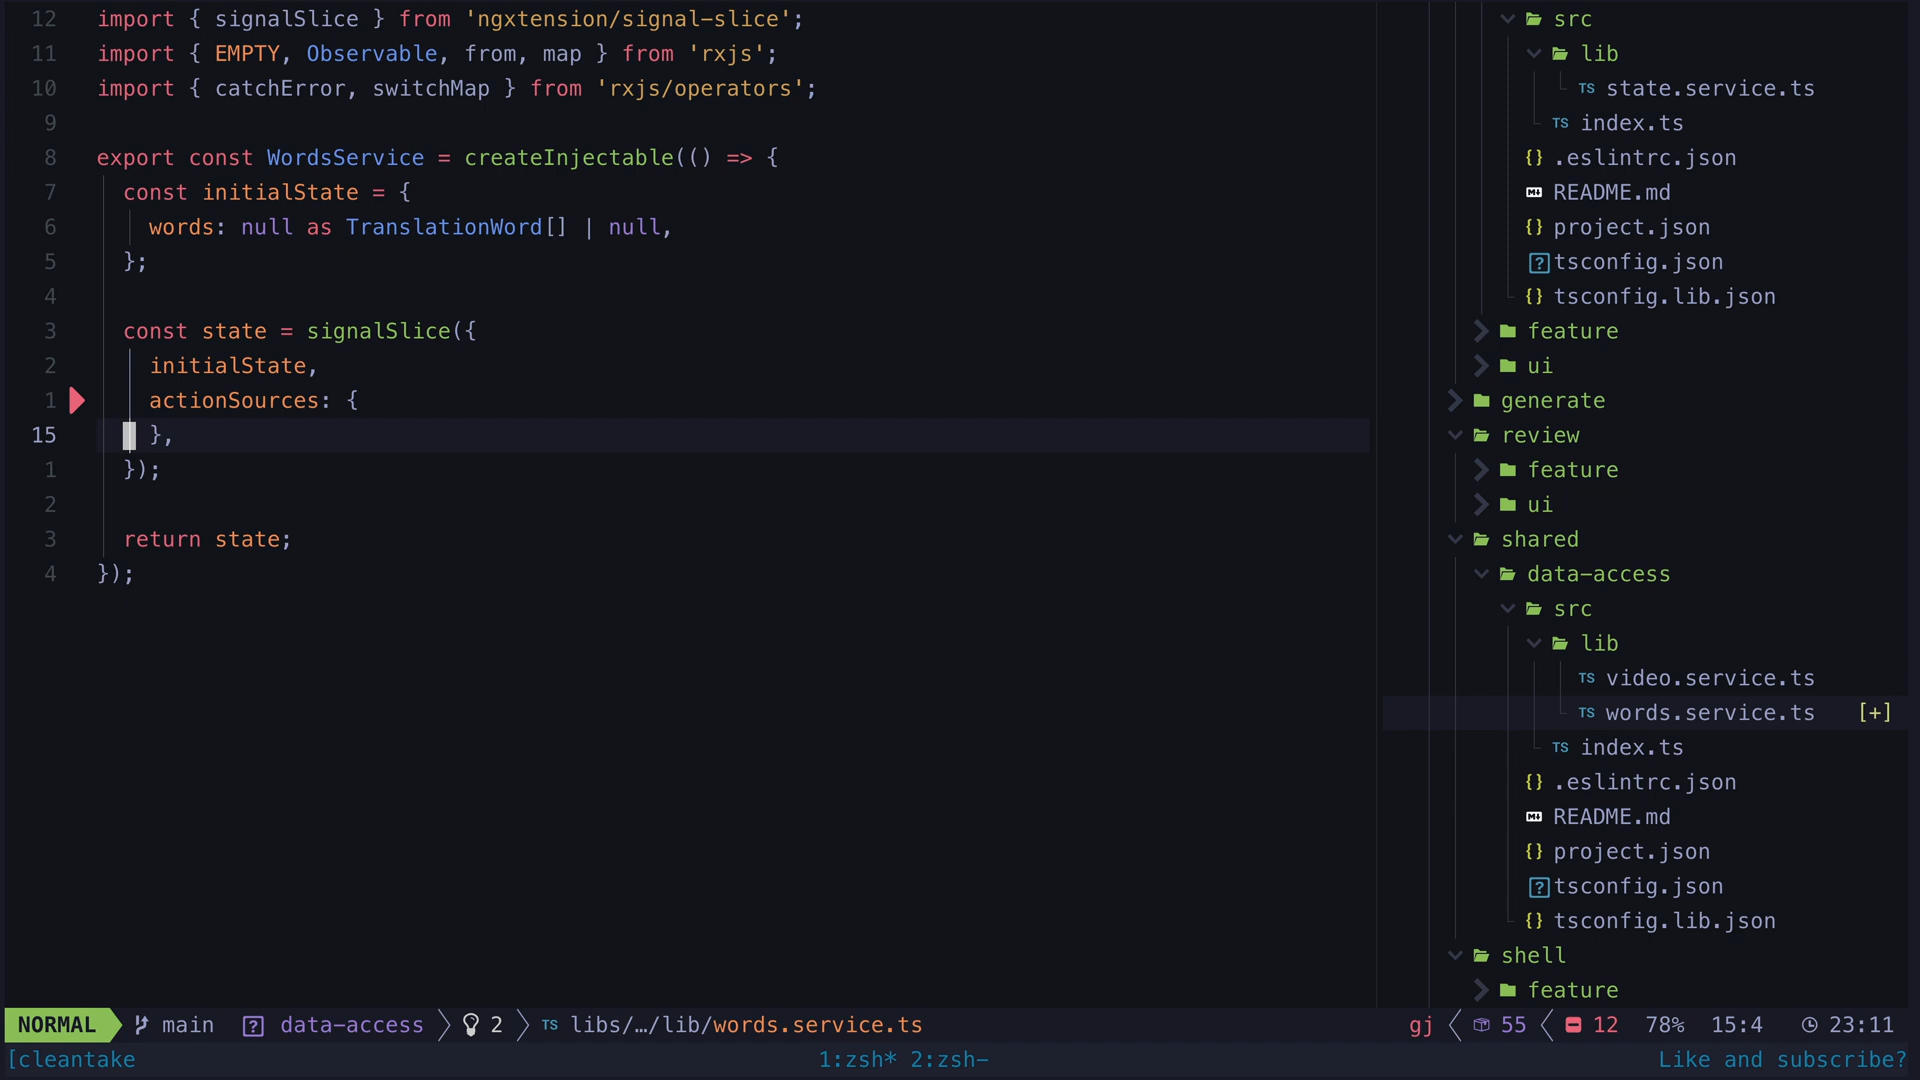 12 import { signalSlice } from 'ngxtension/signal-slice';
11 import { EMPTY, Observable, from, map } from 'rxjs';
10 import { catchError, switchMap } from 'rxjs/operators';
9
8 export const WordsService = createInjectable(() => {
7 const initialState = {
6 words: null as TranslationWord[] | null,
5 };
4
3 const state = signalSlice({
2 initialState,
1 actionSources: {
15 },
1 });
2
3 return state;
4 });
src
lib
TS state.service.ts
TS index.ts
{} .eslintrc.json
README.md
{} project.json
[?] tsconfig.json
{} tsconfig.lib.json
feature
ui
generate
review
feature
ui
shared
data-access
src
lib
TS video.service.ts
TS words.service.ts [+]
TS index.ts
{} .eslintrc.json
README.md
{} project.json
[?] tsconfig.json
{} tsconfig.lib.json
shell
feature
NORMAL main [?] data-access 2 TS libs/…/lib/words.service.ts gj 55 12 78% 15:4 23:11
[cleantake 1:zsh* 2:zsh- Like and subscribe?